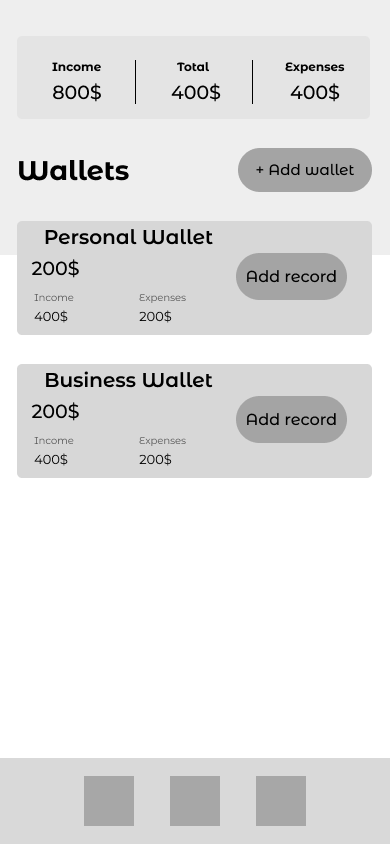 Income Total Expenses
800$ 400$ 400$
Wallets + Add wallet
Personal Wallet
200$ Add record
Income Expenses
400$ 200$
Business Wallet
200$ Add record
Income Expenses
400$ 200$